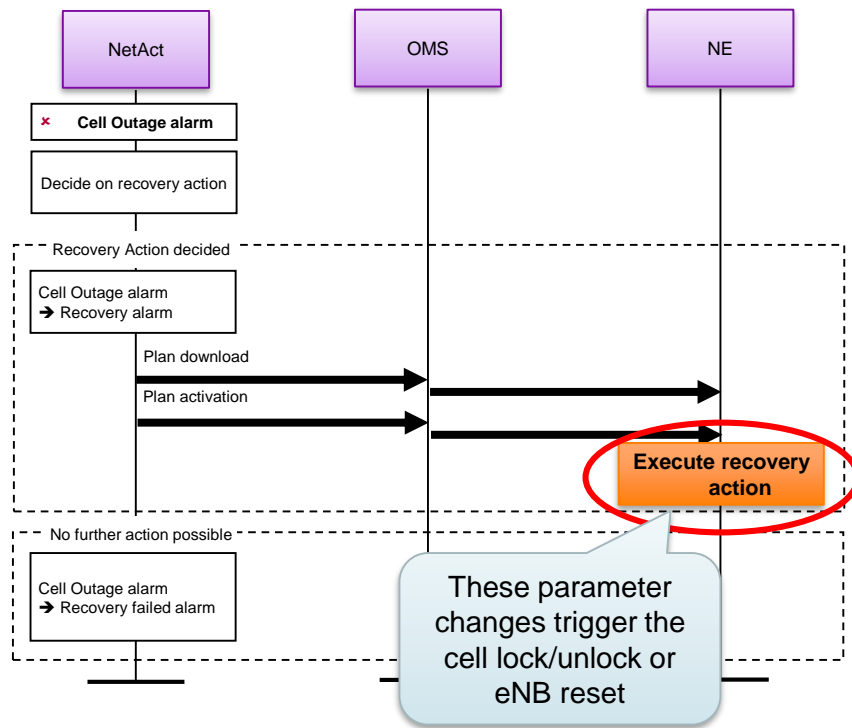 NetAct
OMS
NE
× Cell Outage alarm
Decide on recovery action
Recovery Action decided
Cell Outage alarm
➔ Recovery alarm
Plan download
Plan activation
Execute recovery
action
No further action possible
Cell Outage alarm
➔ Recovery failed alarm
These parameter
changes trigger the
cell lock/unlock or
eNB reset